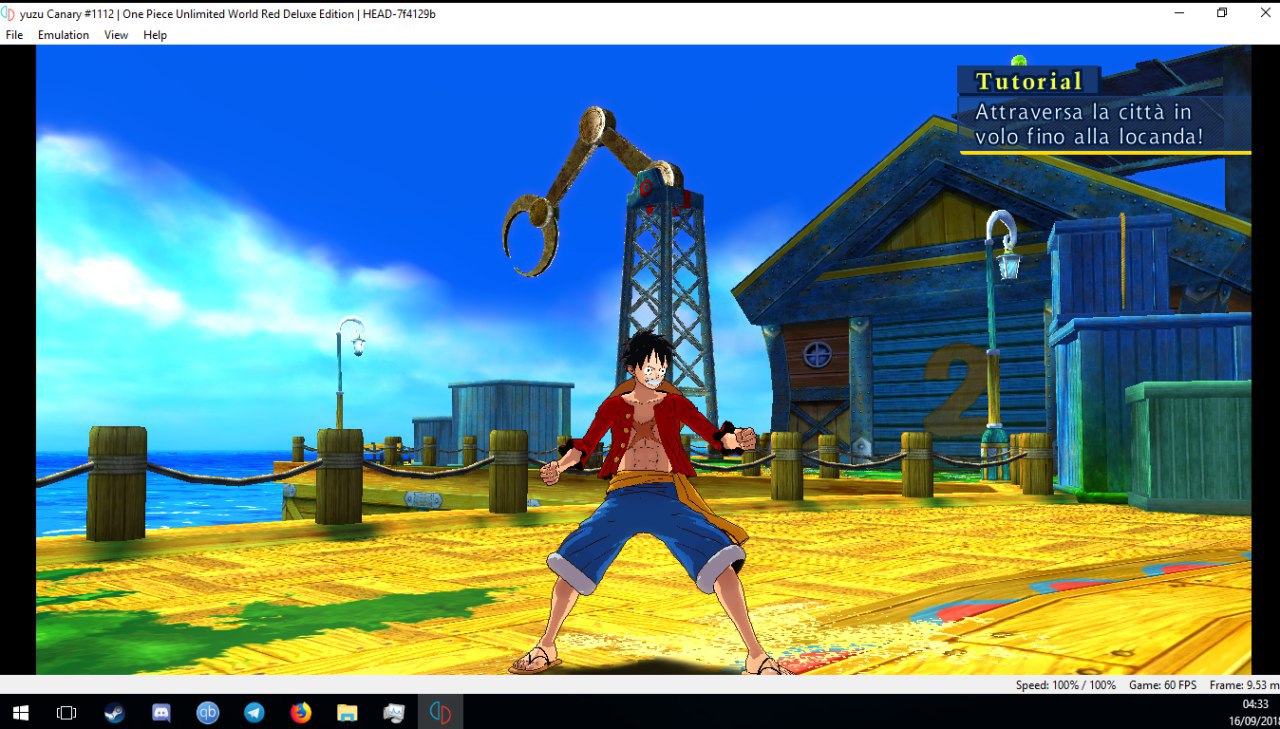 yuzu Canary #1112 | One Piece Unlimited World Red Deluxe Edition | HEAD-7f4129b
File Emulation View Help
Tutorial
Attraversa la città in
volo fino alla locanda!
2
Speed: 100% / 100% Game: 60 FPS Frame: 9.53 m
qb
04:33
16/09/2018